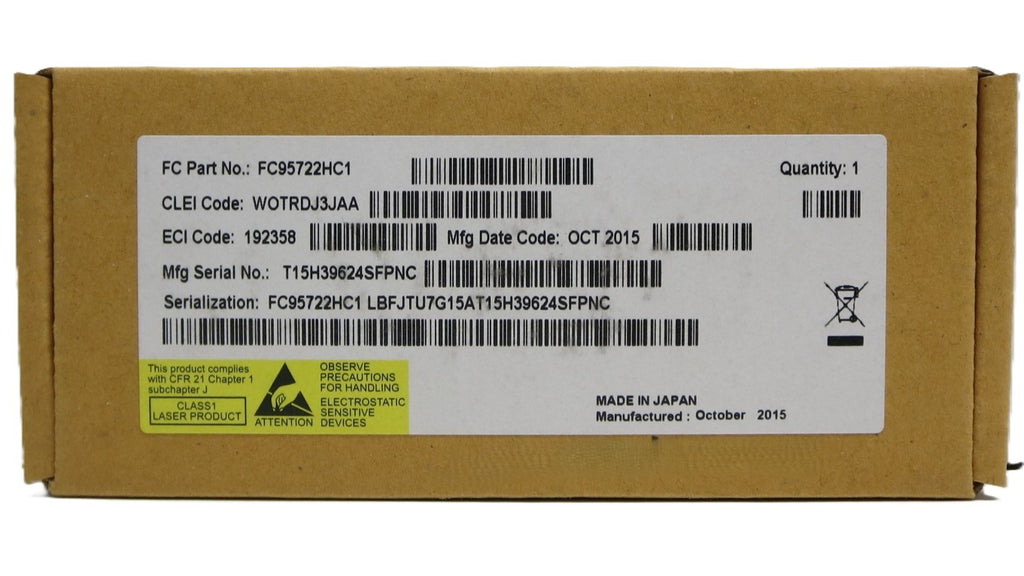 FC Part No.: FC95722HC1
Quantity: 1
CLEI Code: WOTRDJ3JAA
ECI Code: 192358
Mfg Date Code: OCT 2015
Mfg Serial No.: T15H39624SFPNC
Serialization: FC95722HC1 LBFJTU7G15AT15H39624SFPNC
This product complies
with CFR 21 Chapter 1
subchapter J
CLASS1
LASER PRODUCT
ATTENTION
OBSERVE
PRECAUTIONS
FOR HANDLING
ELECTROSTATIC
SENSITIVE
DEVICES
MADE IN JAPAN
Manufactured : October 2015